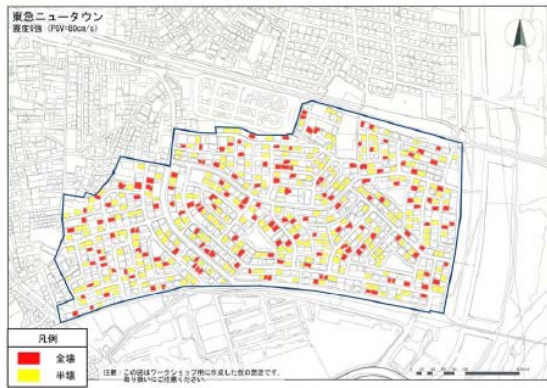 東急ニュータウン
震度6強 (PGV=80cm/s)
凡例
全壊
半壊
注意：この図はワークショップ用に作成した仮の想定です。
取り扱いにご注意ください。